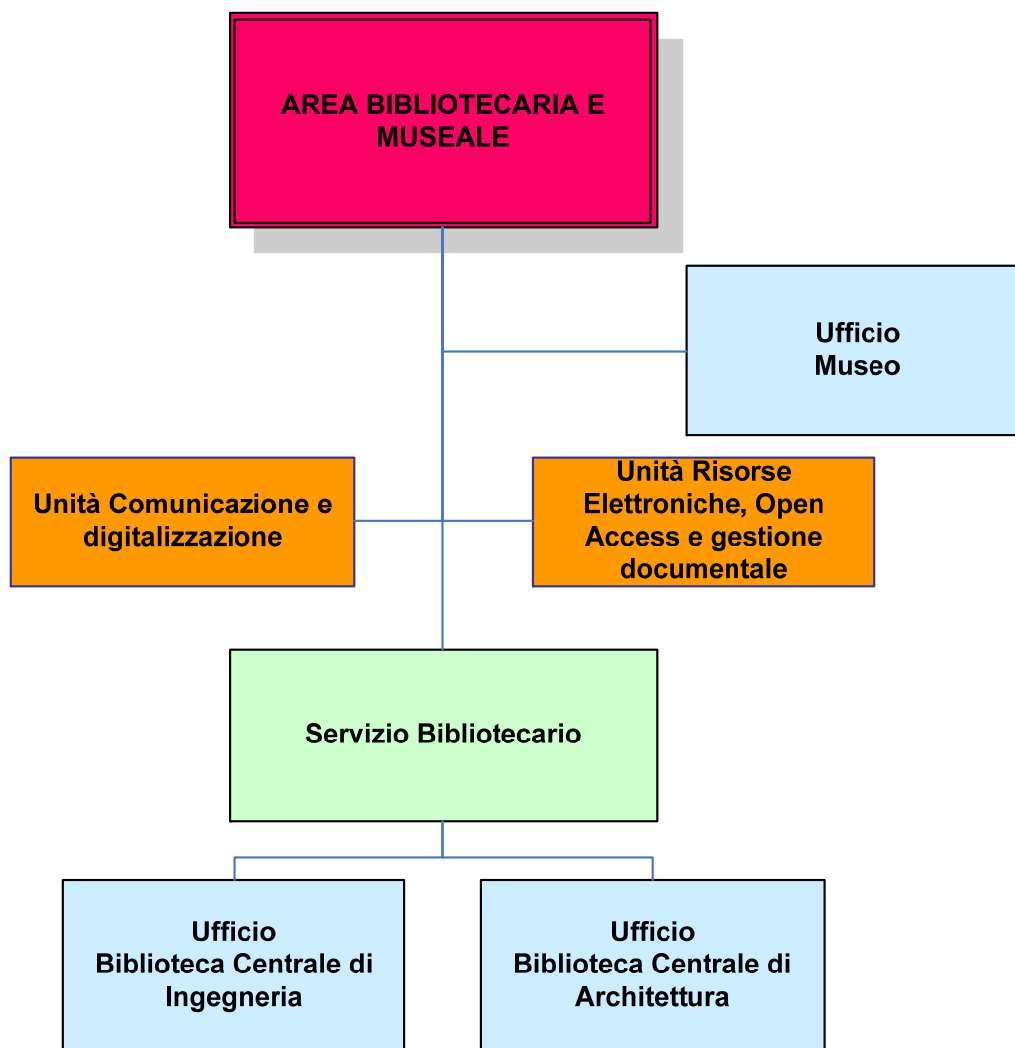 AREA BIBLIOTECARIA E
MUSEALE
Ufficio
Museo
Unità Comunicazione e
digitalizzazione
Unità Risorse
Elettroniche, Open
Access e gestione
documentale
Servizio Bibliotecario
Ufficio
Biblioteca Centrale di
Ingegneria
Ufficio
Biblioteca Centrale di
Architettura